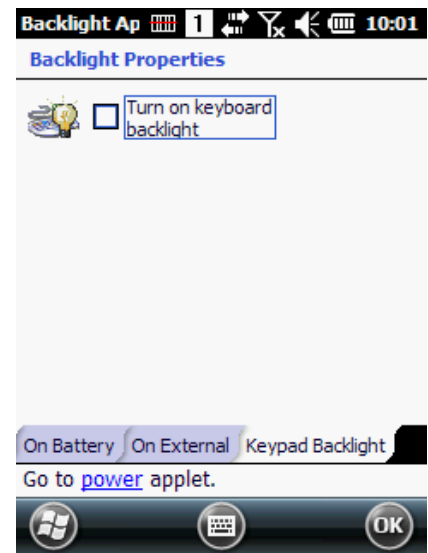 Backlight Ap 1 10:01
Backlight Properties
Turn on keyboard
backlight
On Battery On External Keypad Backlight
Go to power applet.
OK